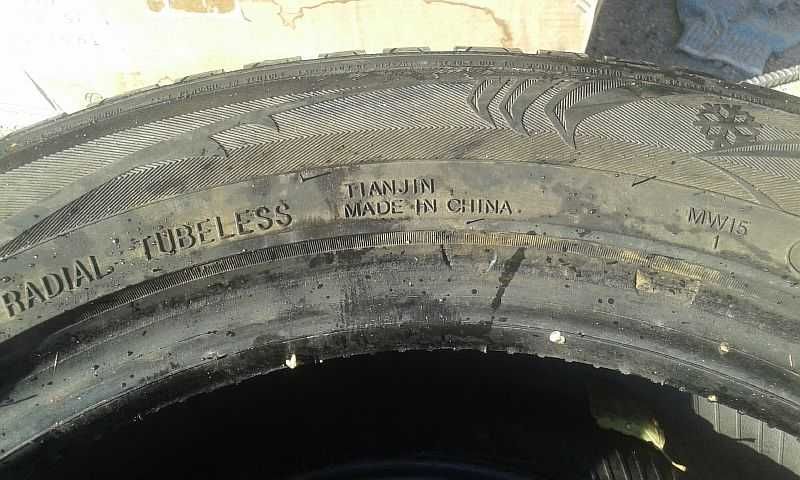 RADIAL TUBELESS
TIANJIN
MADE IN CHINA
MW15
1